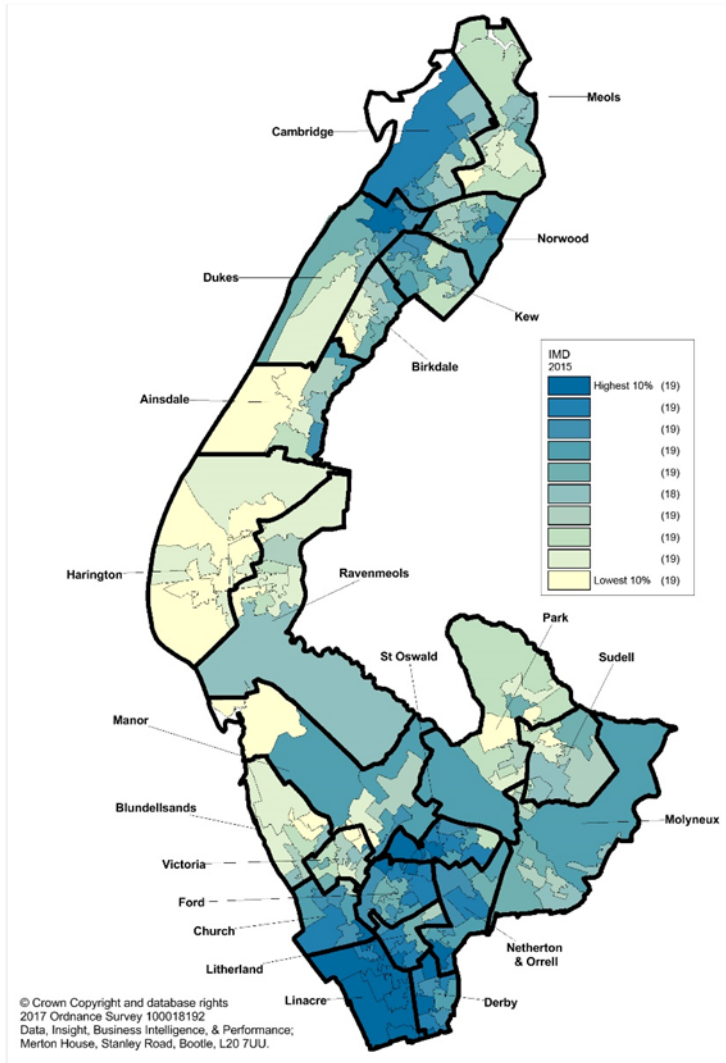 Meols
Cambridge
Norwood
Dukes
Kew
Birkdale
Ainsdale
IMD
2015
Highest 10% (19)
(19)
(19)
(19)
(19)
(18)
(19)
(19)
(19)
Lowest 10% (19)
Harington
Ravenmeols
Park
St Oswald
Sudell
Manor
Blundellsands
Molyneux
Victoria
Ford
Church
Netherton
& Orrell
Litherland
Linacre
Derby
© Crown Copyright and database rights
2017 Ordnance Survey 100018192
Data, Insight, Business Intelligence, & Performance;
Merton House, Stanley Road, Bootle, L20 7UU.